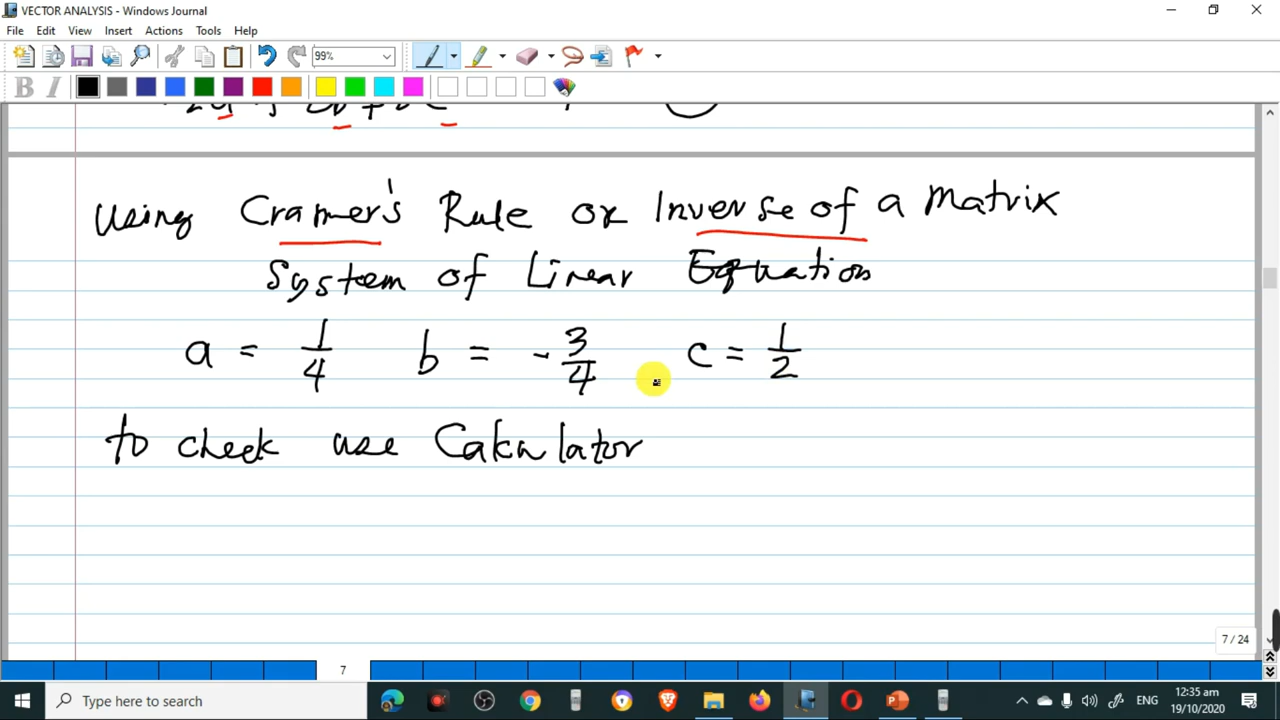 VECTOR ANALYSIS - Windows Journal
File Edit View Insert Actions Tools Help
99%
B I
Using Cramer's Rule or Inverse of a Matrix
System of Linear Equation
a = 1/4 b = -3/4 c = 1/2
to check use Calculator
7 / 24
7
Type here to search
ENG
12:35 am
19/10/2020